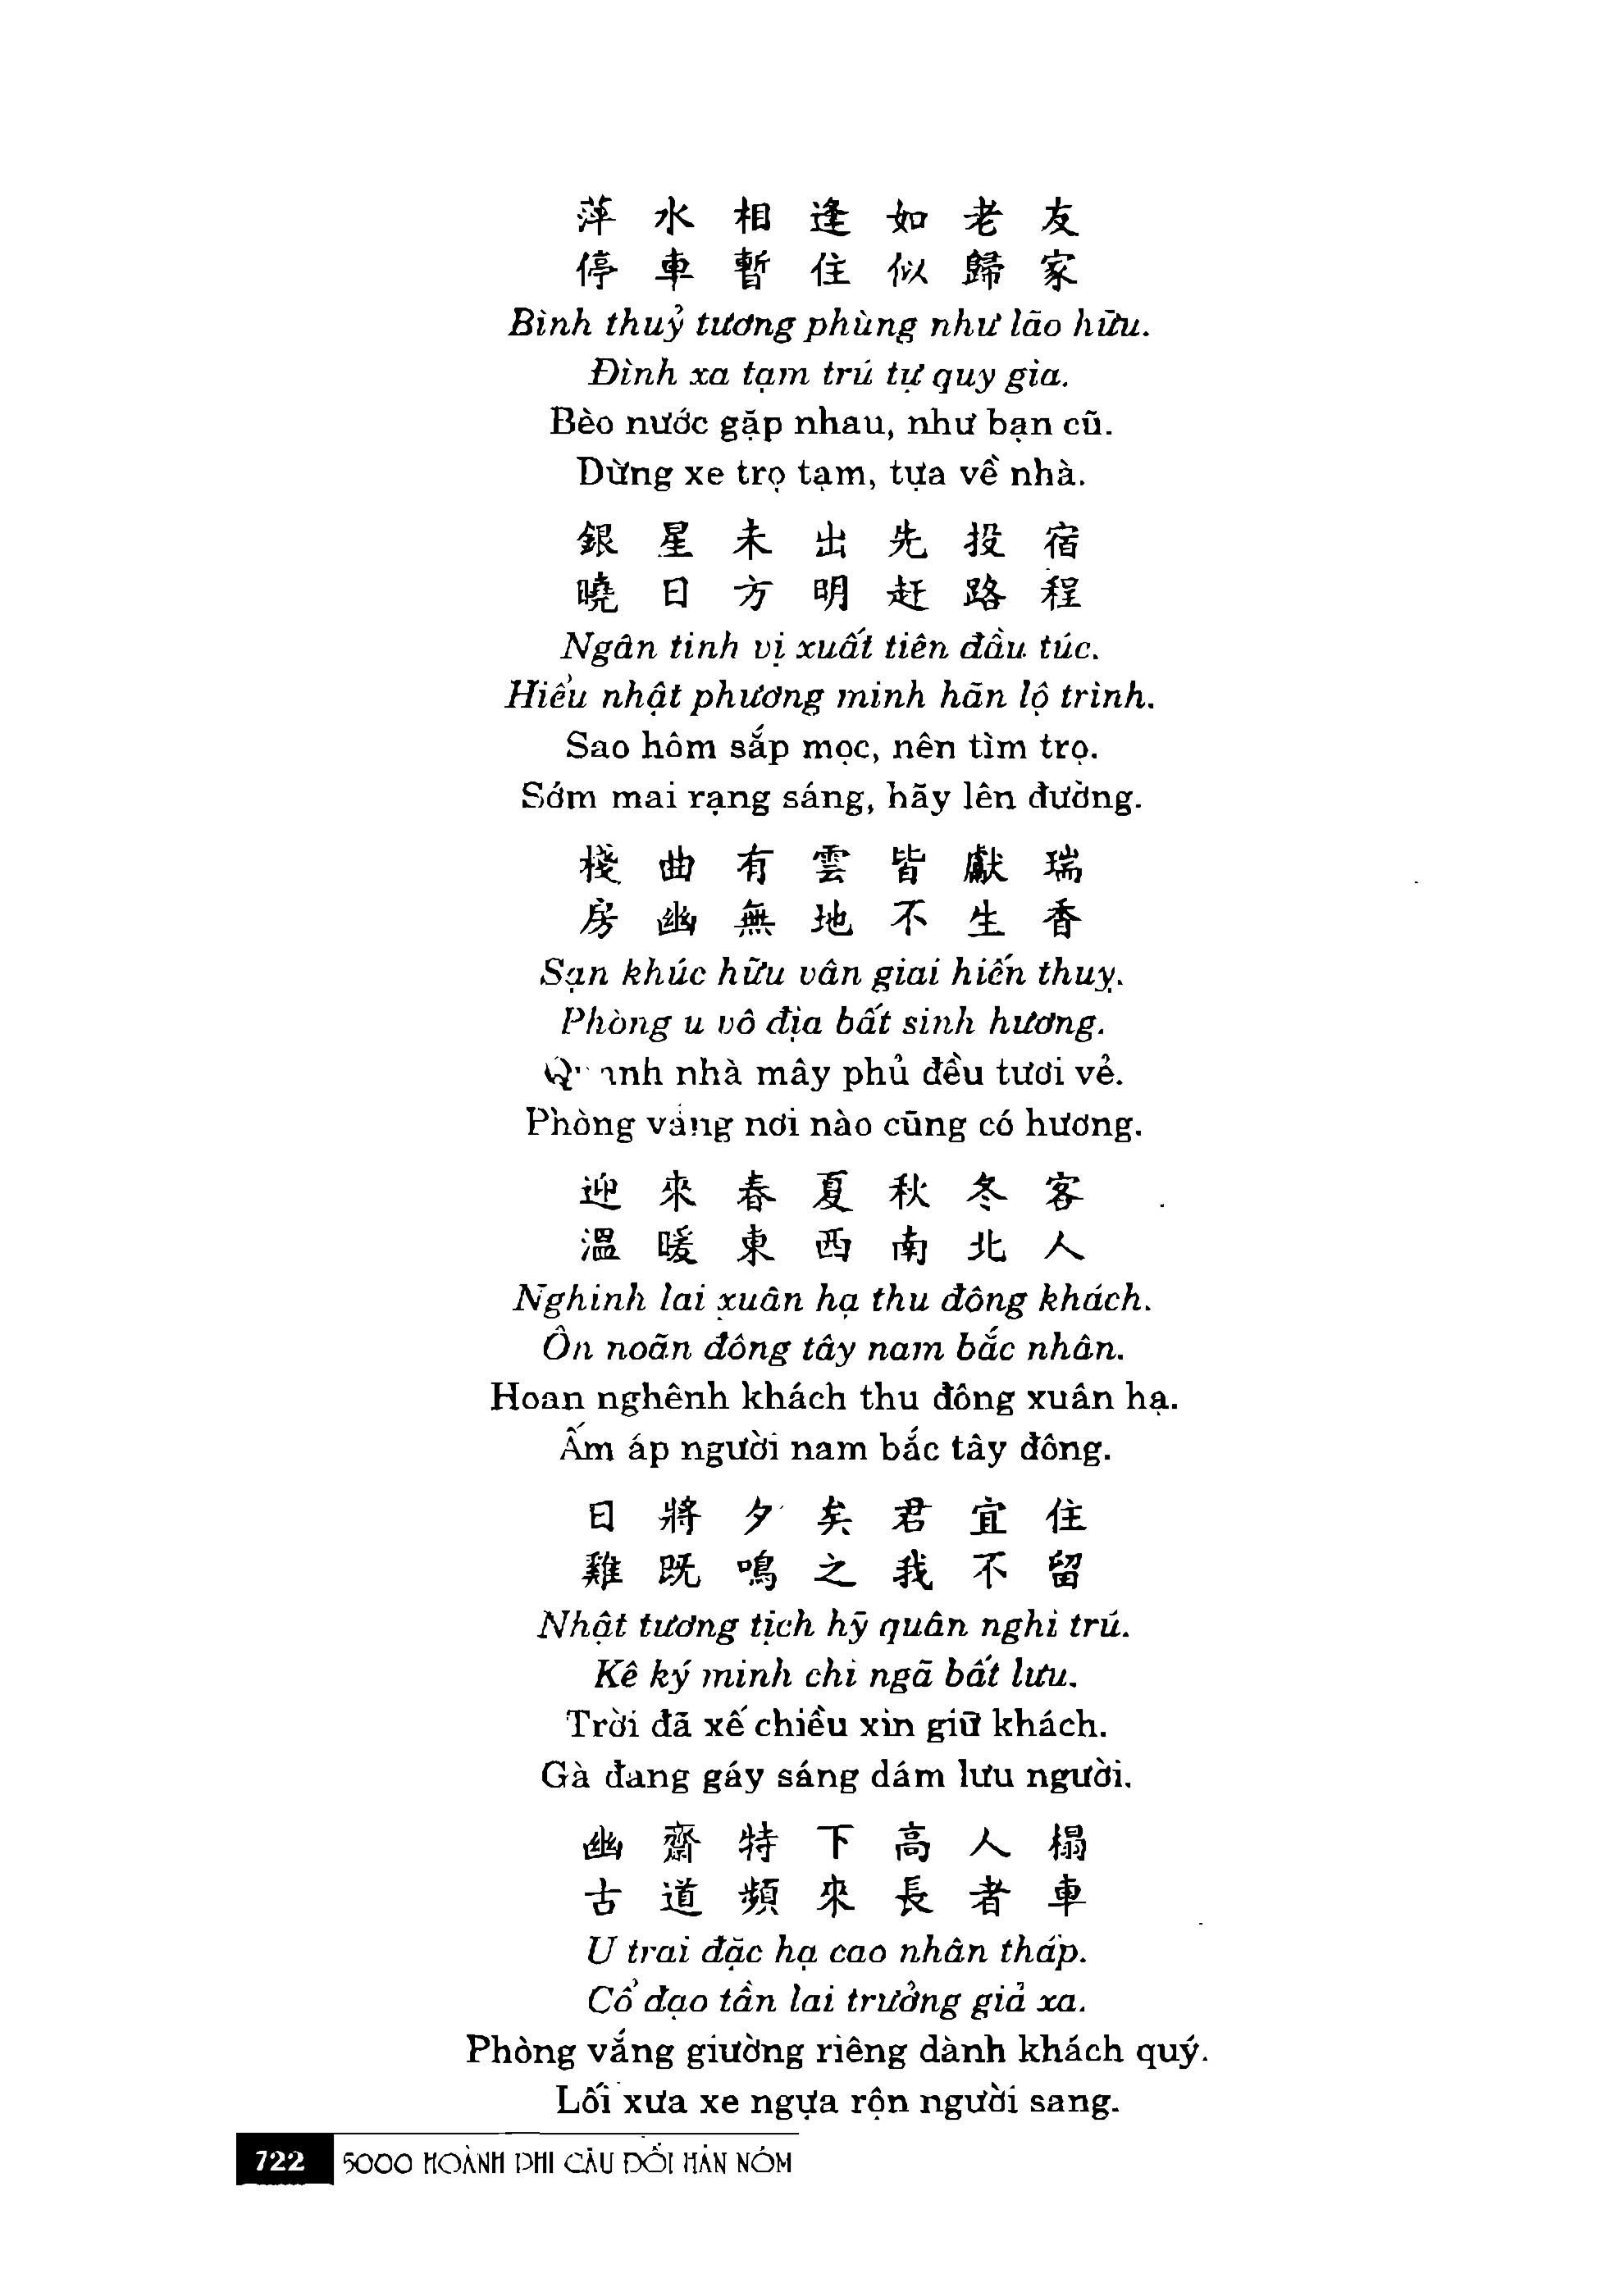 萍水相逢如老友
停車暫住似歸家
Bình thuỷ tương phùng như lão hữu.
Đình xa tạm trú tự quy gia.
Bèo nước gặp nhau, như bạn cũ.
Dừng xe trọ tạm, tựa về nhà.
銀星未出先投宿
曉日方明赶路程
Ngân tinh vị xuất tiên đầu túc.
Hiểu nhật phương minh hãn lộ trình.
Sao hôm sắp mọc, nên tìm trọ.
Sớm mai rạng sáng, hãy lên đường.
棧曲有雲皆獻瑞
房幽無地不生香
Sạn khúc hữu vân giai hiến thuỵ.
Phòng u vô địa bất sinh hương.
Quanh nhà mây phủ đều tươi vẻ.
Phòng vắng nơi nào cũng có hương.
迎來春夏秋冬客
溫暖東西南北人
Nghinh lai xuân hạ thu đông khách.
Ôn noãn đông tây nam bắc nhân.
Hoan nghênh khách thu đông xuân hạ.
Ấm áp người nam bắc tây đông.
日將夕矣君宜住
雞既鳴之我不留
Nhật tương tịch hỹ quân nghi trú.
Kê ký minh chi ngã bất lưu.
Trời đã xế chiều xin giữ khách.
Gà đang gáy sáng dám lưu người.
幽齋特下高人榻
古道頻來長者車
U trai đặc hạ cao nhân tháp.
Cổ đạo tần lai trưởng giả xa.
Phòng vắng giường riêng dành khách quý.
Lối xưa xe ngựa rộn người sang.
722 5000 HOÀNH PHI CÂU ĐỐI HÁN NÔM